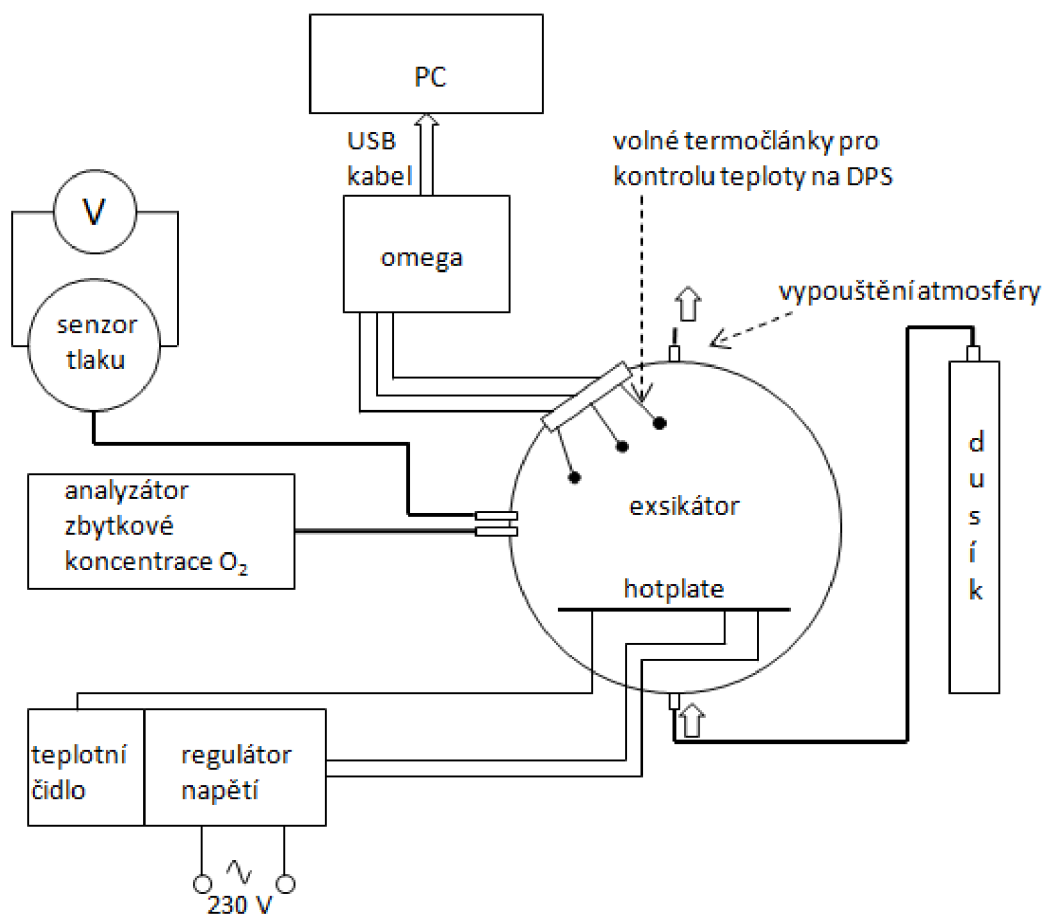 PC
USB
kabel
volné termočlánky pro
kontrolu teploty na DPS
V
omega
vypouštění atmosféry
senzor
tlaku
d
u
s
í
k
analyzátor
zbytkové
koncentrace O₂
exsikátor
hotplate
teplotní
čidlo
regulátor
napětí
230 V